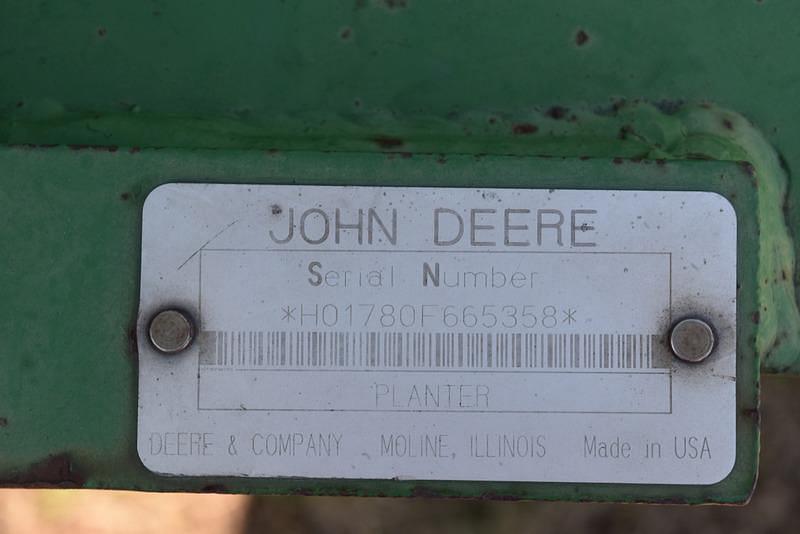 JOHN DEERE
Serial Number
*H01780F665358*
PLANTER
DEERE & COMPANY MOLINE, ILLINOIS Made in USA